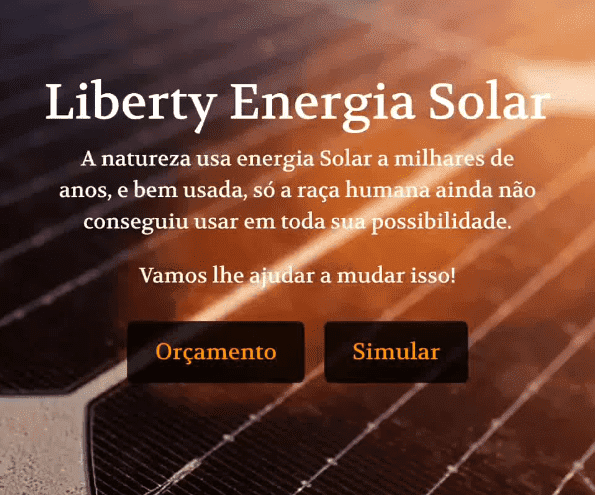 Liberty Energia Solar
A natureza usa energia Solar a milhares de
anos, e bem usada, só a raça humana ainda não
conseguiu usar em toda sua possibilidade.
Vamos lhe ajudar a mudar isso!
Orçamento
Simular